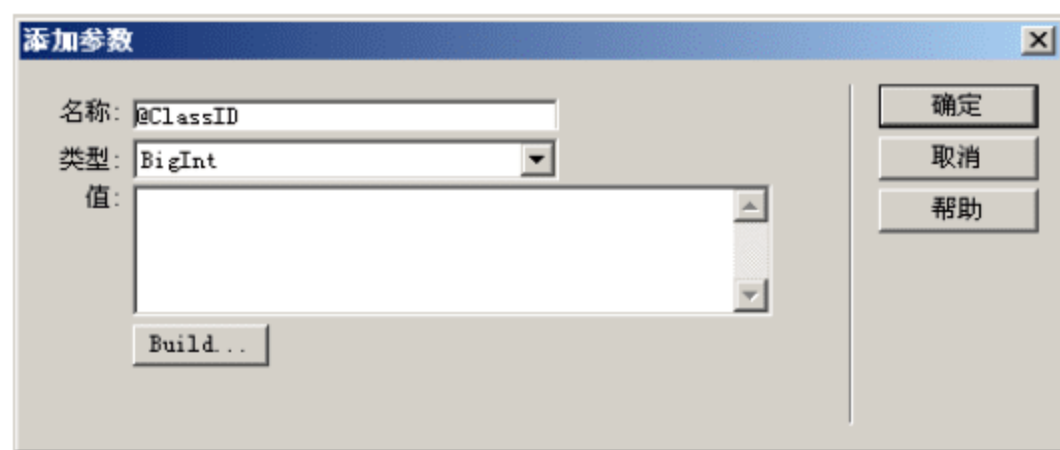 添加参数
名称: @ClassID
类型: BigInt
值:
Build...
确定
取消
帮助